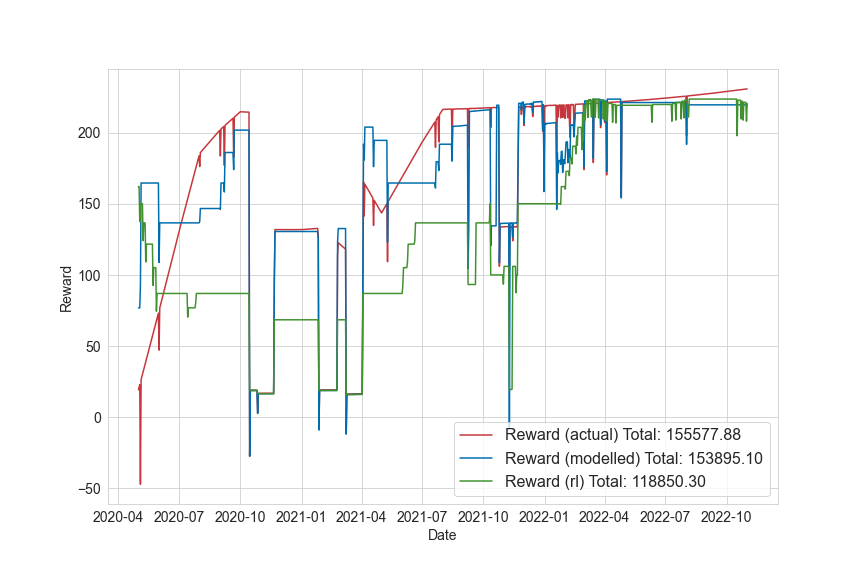 200
150
100
50
0
−50
Reward
2020-04 2020-07 2020-10 2021-01 2021-04 2021-07 2021-10 2022-01 2022-04 2022-07 2022-10
Date
Reward (actual) Total: 155577.88
Reward (modelled) Total: 153895.10
Reward (rl) Total: 118850.30